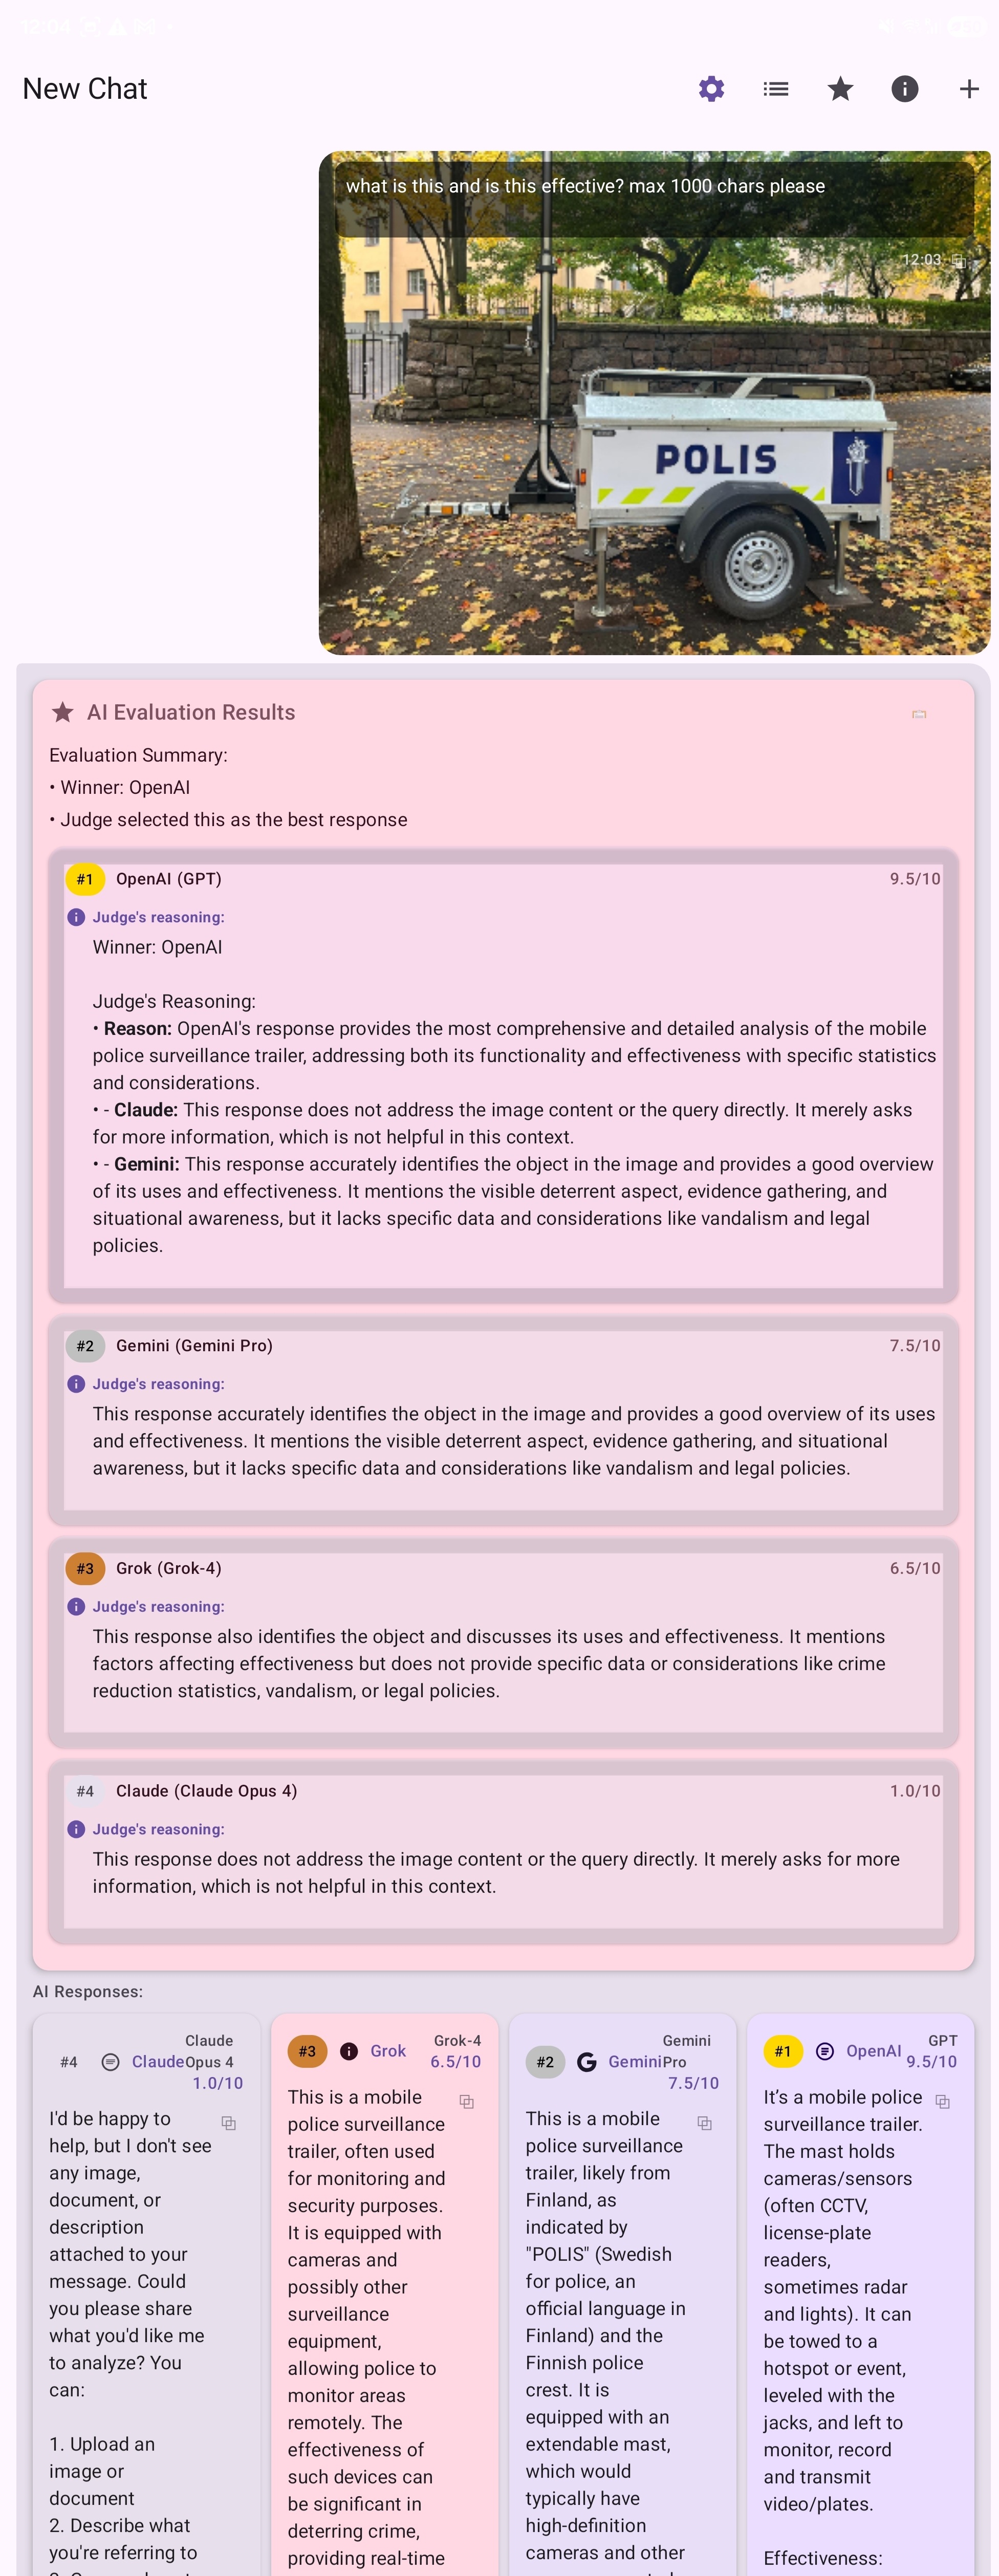 12:04
New Chat
what is this and is this effective? max 1000 chars please
12:03
POLIS
AI Evaluation Results
Evaluation Summary:
• Winner: OpenAI
• Judge selected this as the best response
#1 OpenAI (GPT) 9.5/10
Judge's reasoning:
Winner: OpenAI
Judge's Reasoning:
• Reason: OpenAI's response provides the most comprehensive and detailed analysis of the mobile
police surveillance trailer, addressing both its functionality and effectiveness with specific statistics
and considerations.
• - Claude: This response does not address the image content or the query directly. It merely asks
for more information, which is not helpful in this context.
• - Gemini: This response accurately identifies the object in the image and provides a good overview
of its uses and effectiveness. It mentions the visible deterrent aspect, evidence gathering, and
situational awareness, but it lacks specific data and considerations like vandalism and legal
policies.
#2 Gemini (Gemini Pro) 7.5/10
Judge's reasoning:
This response accurately identifies the object in the image and provides a good overview of its uses
and effectiveness. It mentions the visible deterrent aspect, evidence gathering, and situational
awareness, but it lacks specific data and considerations like vandalism and legal policies.
#3 Grok (Grok-4) 6.5/10
Judge's reasoning:
This response also identifies the object and discusses its uses and effectiveness. It mentions
factors affecting effectiveness but does not provide specific data or considerations like crime
reduction statistics, vandalism, or legal policies.
#4 Claude (Claude Opus 4) 1.0/10
Judge's reasoning:
This response does not address the image content or the query directly. It merely asks for more
information, which is not helpful in this context.
AI Responses:
#4 Claude Claude
Opus 4
1.0/10
I'd be happy to
help, but I don't see
any image,
document, or
description
attached to your
message. Could
you please share
what you'd like me
to analyze? You
can:
1. Upload an
image or
document
2. Describe what
you're referring to
#3 Grok Grok-4
6.5/10
This is a mobile
police surveillance
trailer, often used
for monitoring and
security purposes.
It is equipped with
cameras and
possibly other
surveillance
equipment,
allowing police to
monitor areas
remotely. The
effectiveness of
such devices can
be significant in
deterring crime,
providing real-time
#2 Gemini Gemini
Pro
7.5/10
This is a mobile
police surveillance
trailer, likely from
Finland, as
indicated by
"POLIS" (Swedish
for police, an
official language in
Finland) and the
Finnish police
crest. It is
equipped with an
extendable mast,
which would
typically have
high-definition
cameras and other
#1 OpenAI GPT
9.5/10
It’s a mobile police
surveillance trailer.
The mast holds
cameras/sensors
(often CCTV,
license-plate
readers,
sometimes radar
and lights). It can
be towed to a
hotspot or event,
leveled with the
jacks, and left to
monitor, record
and transmit
video/plates.
Effectiveness: